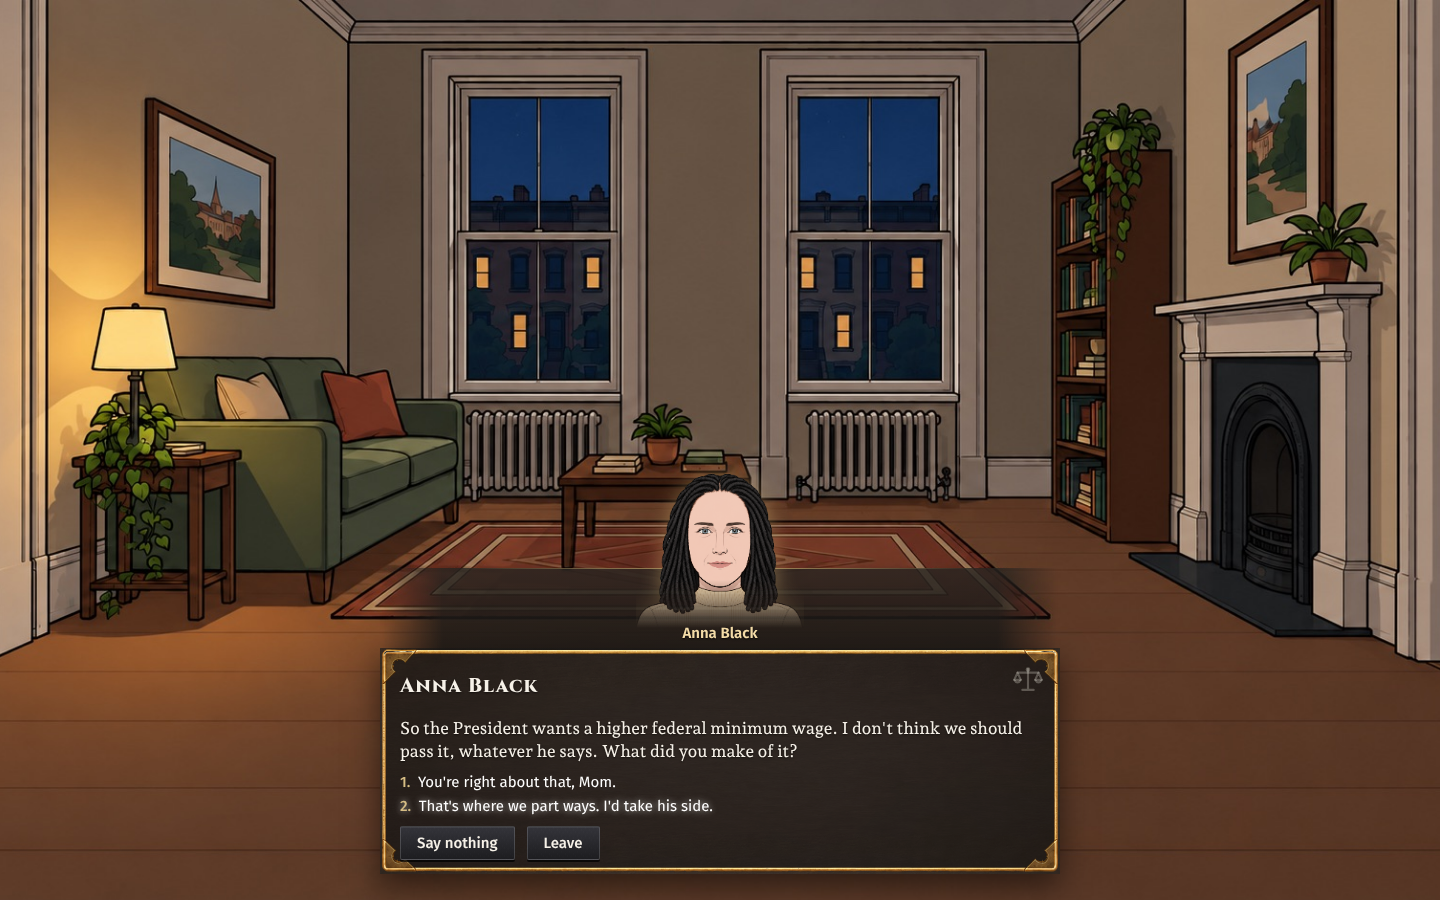 Anna Black
Anna Black
So the President wants a higher federal minimum wage. I don't think we should
pass it, whatever he says. What did you make of it?
1. You're right about that, Mom.
2. That's where we part ways. I'd take his side.
Say nothing
Leave